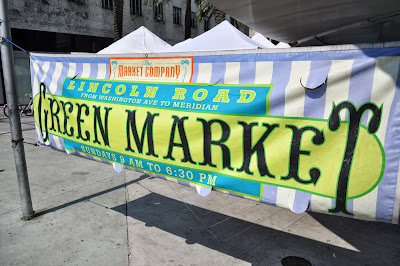 The
MARKET COMPANY
LINCOLN ROAD
FROM WASHINGTON AVE TO MERIDIAN
GREEN MARKET
SUNDAYS 9 AM TO 6:30 PM